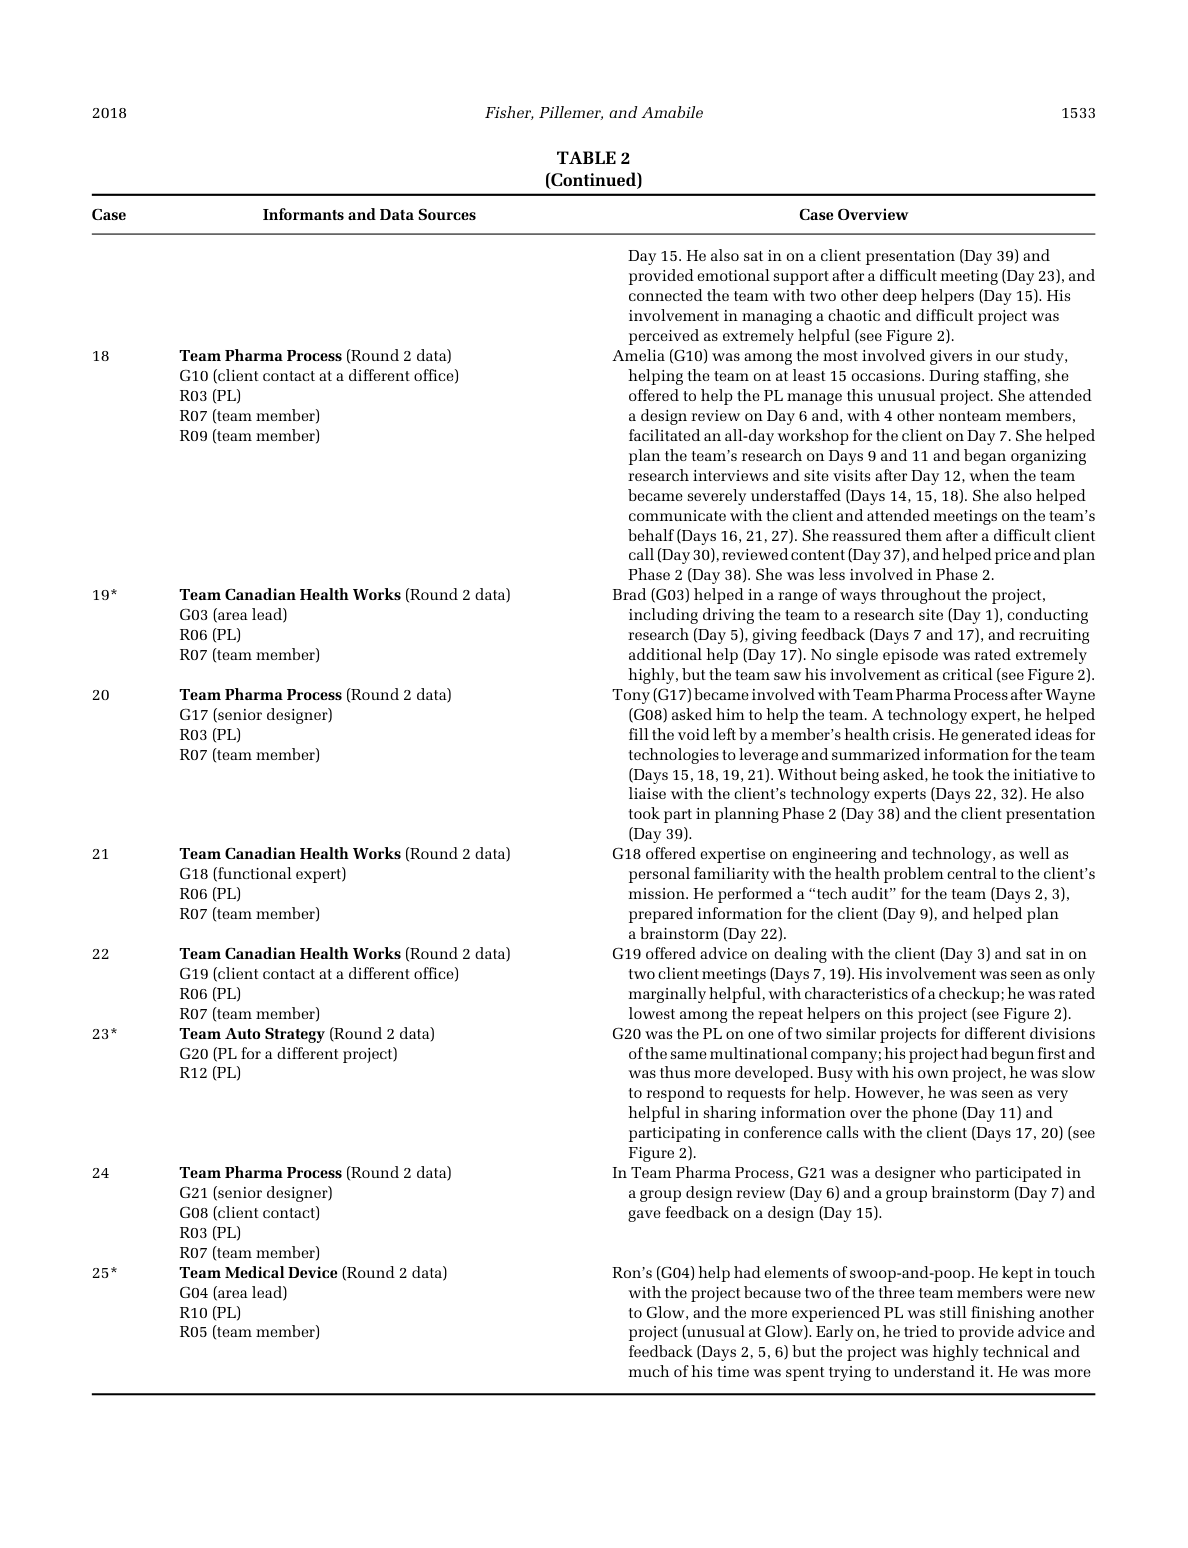 2018
Fisher, Pillemer, and Amabile
1533
TABLE 2
(Continued)
Case
Informants and Data Sources
Case Overview
Day 15. He also sat in on a client presentation (Day 39) and
provided emotional support after a difficult meeting (Day 23), and
connected the team with two other deep helpers (Day 15). His
involvement in managing a chaotic and difficult project was
perceived as extremely helpful (see Figure 2).
18
Team Pharma Process (Round 2 data)
G10 (client contact at a different office)
R03 (PL)
R07 (team member)
R09 (team member)
Amelia (G10) was among the most involved givers in our study,
helping the team on at least 15 occasions. During staffing, she
offered to help the PL manage this unusual project. She attended
a design review on Day 6 and, with 4 other nonteam members,
facilitated an all-day workshop for the client on Day 7. She helped
plan the team's research on Days 9 and 11 and began organizing
research interviews and site visits after Day 12, when the team
became severely understaffed (Days 14, 15, 18). She also helped
communicate with the client and attended meetings on the team's
behalf (Days 16, 21, 27). She reassured them after a difficult client
call (Day 30), reviewed content (Day 37), and helped price and plan
Phase 2 (Day 38). She was less involved in Phase 2.
19*
Team Canadian Health Works (Round 2 data)
G03 (area lead)
R06 (PL)
R07 (team member)
Brad (G03) helped in a range of ways throughout the project,
including driving the team to a research site (Day 1), conducting
research (Day 5), giving feedback (Days 7 and 17), and recruiting
additional help (Day 17). No single episode was rated extremely
highly, but the team saw his involvement as critical (see Figure 2).
20
Team Pharma Process (Round 2 data)
G17 (senior designer)
R03 (PL)
R07 (team member)
Tony (G17) became involved with Team Pharma Process after Wayne
(G08) asked him to help the team. A technology expert, he helped
fill the void left by a member's health crisis. He generated ideas for
technologies to leverage and summarized information for the team
(Days 15, 18, 19, 21). Without being asked, he took the initiative to
liaise with the client's technology experts (Days 22, 32). He also
took part in planning Phase 2 (Day 38) and the client presentation
(Day 39).
21
Team Canadian Health Works (Round 2 data)
G18 (functional expert)
R06 (PL)
R07 (team member)
G18 offered expertise on engineering and technology, as well as
personal familiarity with the health problem central to the client's
mission. He performed a “tech audit” for the team (Days 2, 3),
prepared information for the client (Day 9), and helped plan
a brainstorm (Day 22).
22
Team Canadian Health Works (Round 2 data)
G19 (client contact at a different office)
R06 (PL)
R07 (team member)
G19 offered advice on dealing with the client (Day 3) and sat in on
two client meetings (Days 7, 19). His involvement was seen as only
marginally helpful, with characteristics of a checkup; he was rated
lowest among the repeat helpers on this project (see Figure 2).
23*
Team Auto Strategy (Round 2 data)
G20 (PL for a different project)
R12 (PL)
G20 was the PL on one of two similar projects for different divisions
of the same multinational company; his project had begun first and
was thus more developed. Busy with his own project, he was slow
to respond to requests for help. However, he was seen as very
helpful in sharing information over the phone (Day 11) and
participating in conference calls with the client (Days 17, 20) (see
Figure 2).
24
Team Pharma Process (Round 2 data)
G21 (senior designer)
G08 (client contact)
R03 (PL)
R07 (team member)
In Team Pharma Process, G21 was a designer who participated in
a group design review (Day 6) and a group brainstorm (Day 7) and
gave feedback on a design (Day 15).
25*
Team Medical Device (Round 2 data)
G04 (area lead)
R10 (PL)
R05 (team member)
Ron's (G04) help had elements of swoop-and-poop. He kept in touch
with the project because two of the three team members were new
to Glow, and the more experienced PL was still finishing another
project (unusual at Glow). Early on, he tried to provide advice and
feedback (Days 2, 5, 6) but the project was highly technical and
much of his time was spent trying to understand it. He was more